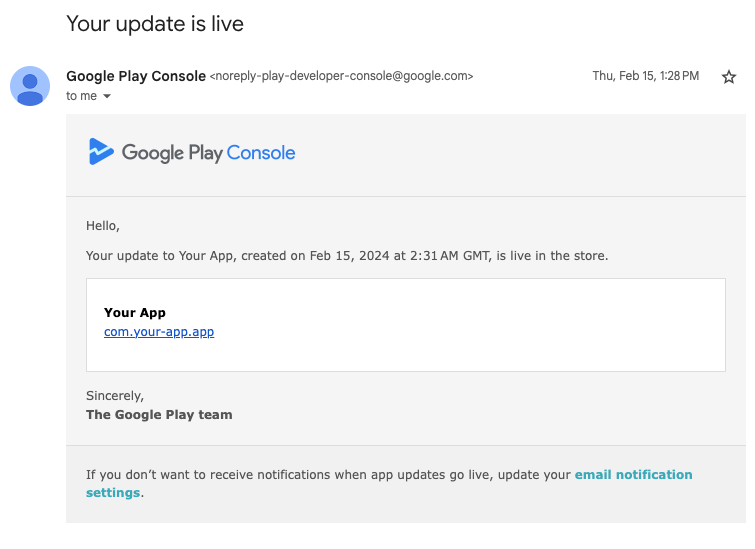 Your update is live
Google Play Console <noreply-play-developer-console@google.com>
Thu, Feb 15, 1:28 PM
to me
Google Play Console
Hello,
Your update to Your App, created on Feb 15, 2024 at 2:31 AM GMT, is live in the store.
Your App
com.your-app.app
Sincerely,
The Google Play team
If you don’t want to receive notifications when app updates go live, update your email notification
settings.